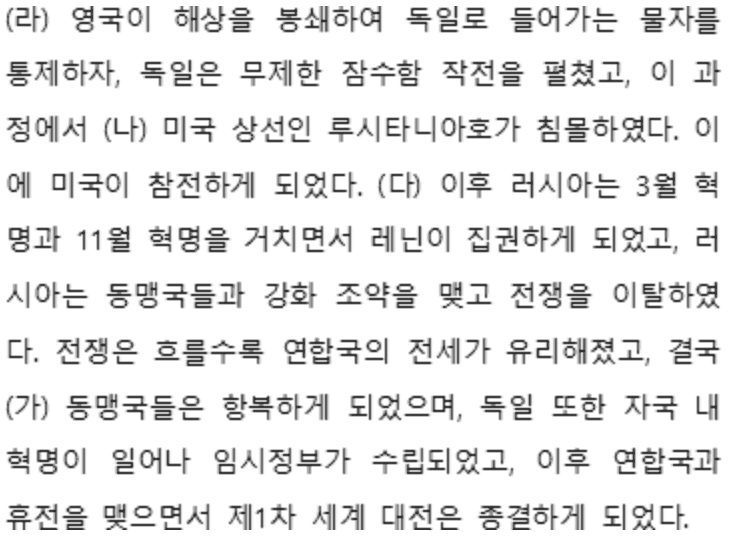 (라) 영국이 해상을 봉쇄하여 독일로 들어가는 물자를
통제하자, 독일은 무제한 잠수함 작전을 펼쳤고, 이 과
정에서 (나) 미국 상선인 루시타니아호가 침몰하였다. 이
에 미국이 참전하게 되었다. (다) 이후 러시아는 3월 혁
명과 11월 혁명을 거치면서 레닌이 집권하게 되었고, 러
시아는 동맹국들과 강화 조약을 맺고 전쟁을 이탈하였
다. 전쟁은 흐를수록 연합국의 전세가 유리해졌고, 결국
(가) 동맹국들은 항복하게 되었으며, 독일 또한 자국 내
혁명이 일어나 임시정부가 수립되었고, 이후 연합국과
휴전을 맺으면서 제1차 세계 대전은 종결하게 되었다.